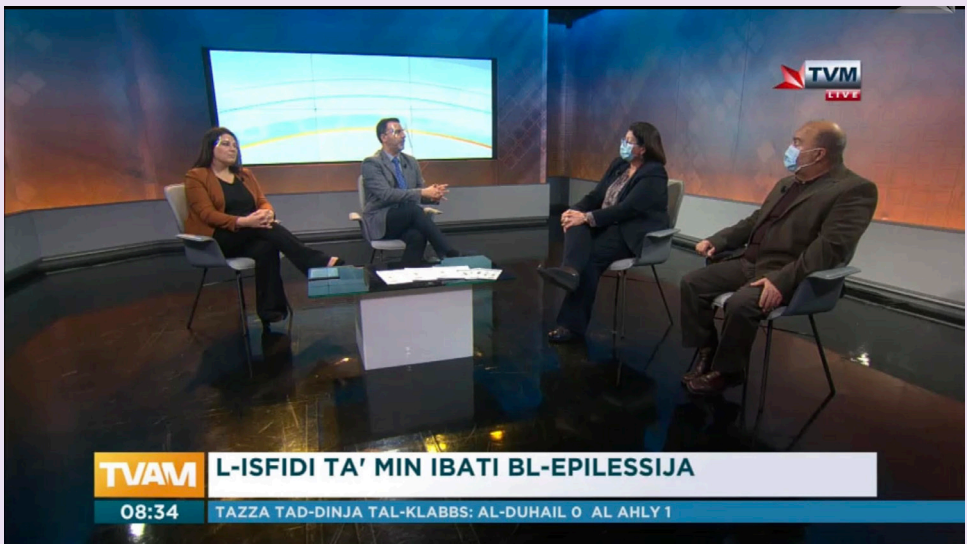 TVM
LIVE
TVAM
L-ISFIDI TA' MIN IBATI BL-EPILESSIJA
08:34
TAZZA TAD-DINJA TAL-KLABBS: AL-DUHAIL 0 AL AHLY 1